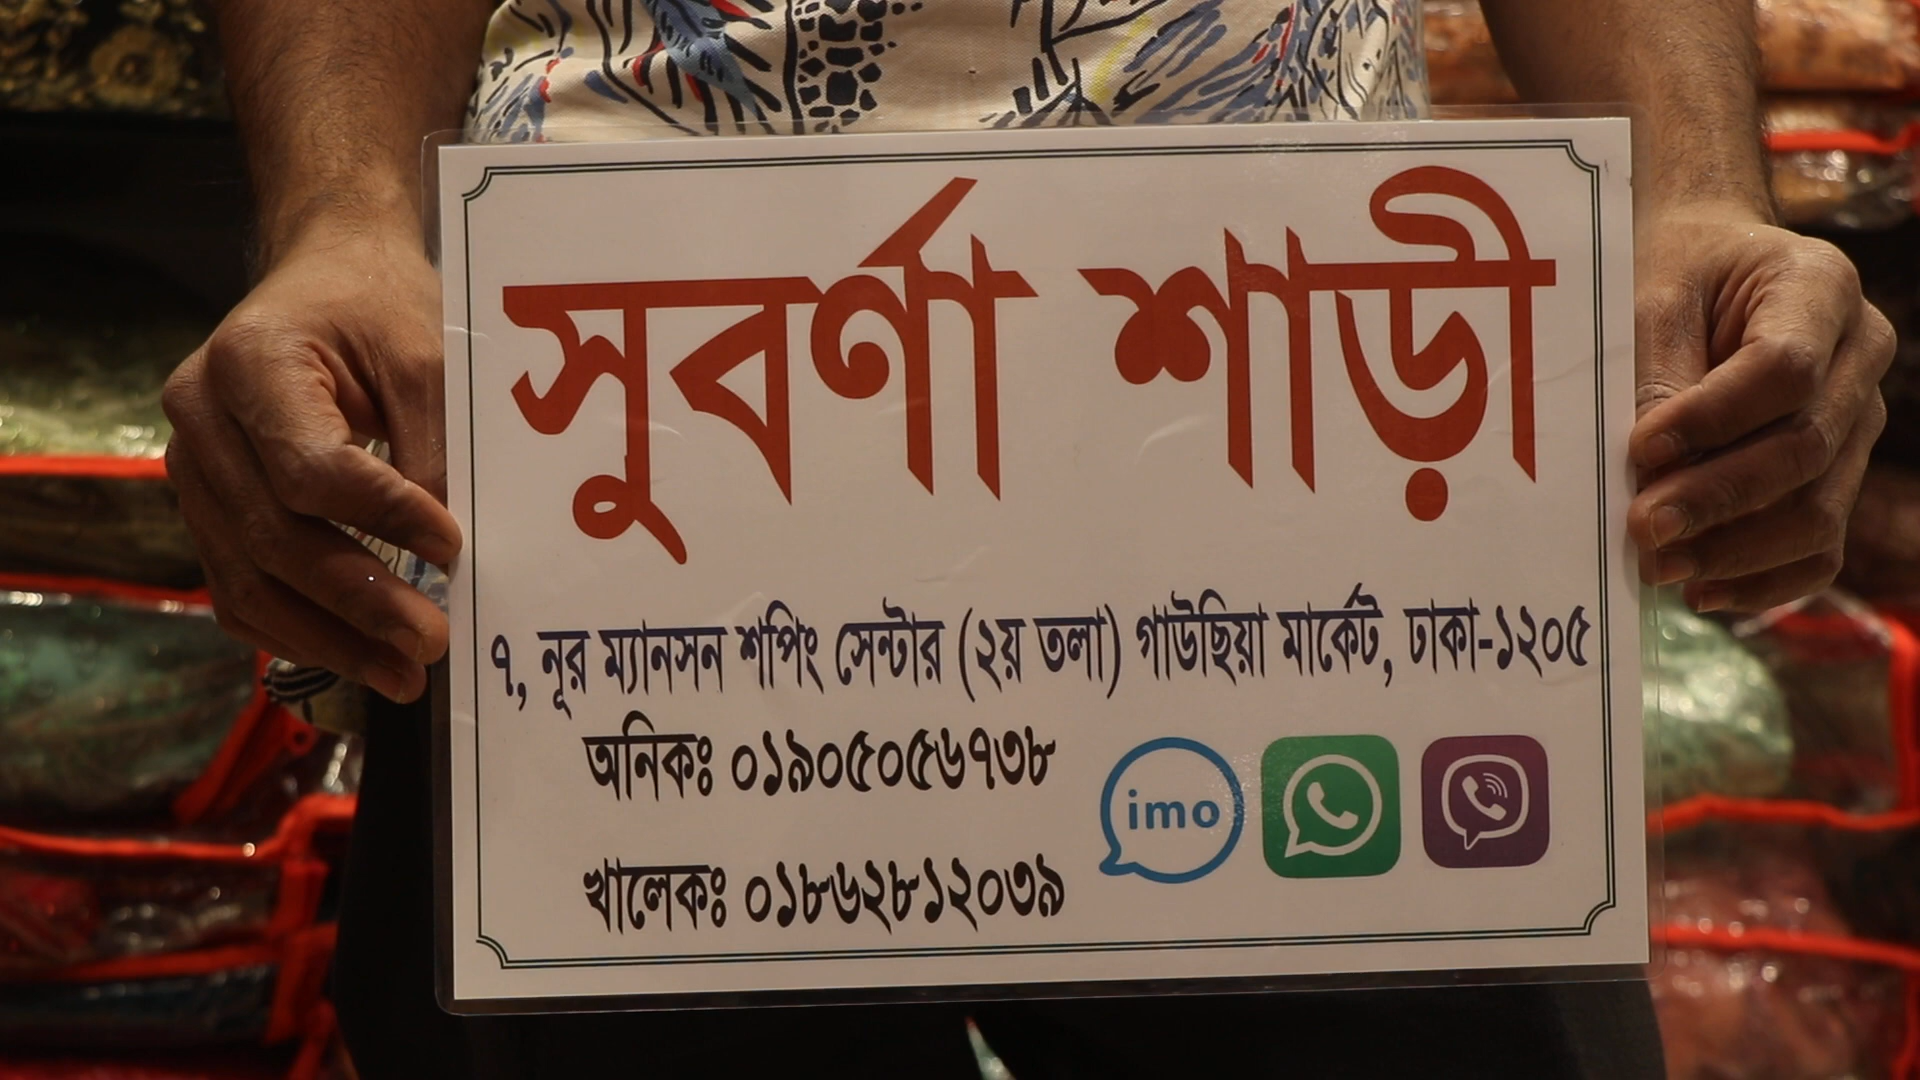 সুবর্ণা শাড়ী
৭, নূর ম্যানসন শপিং সেন্টার (২য় তলা) গাউছিয়া মার্কেট, ঢাকা-১২০৫
অনিকঃ ০১৯০৫০৫৬৭৩৮
খালেকঃ ০১৮৬২৮১২০৩৯
imo